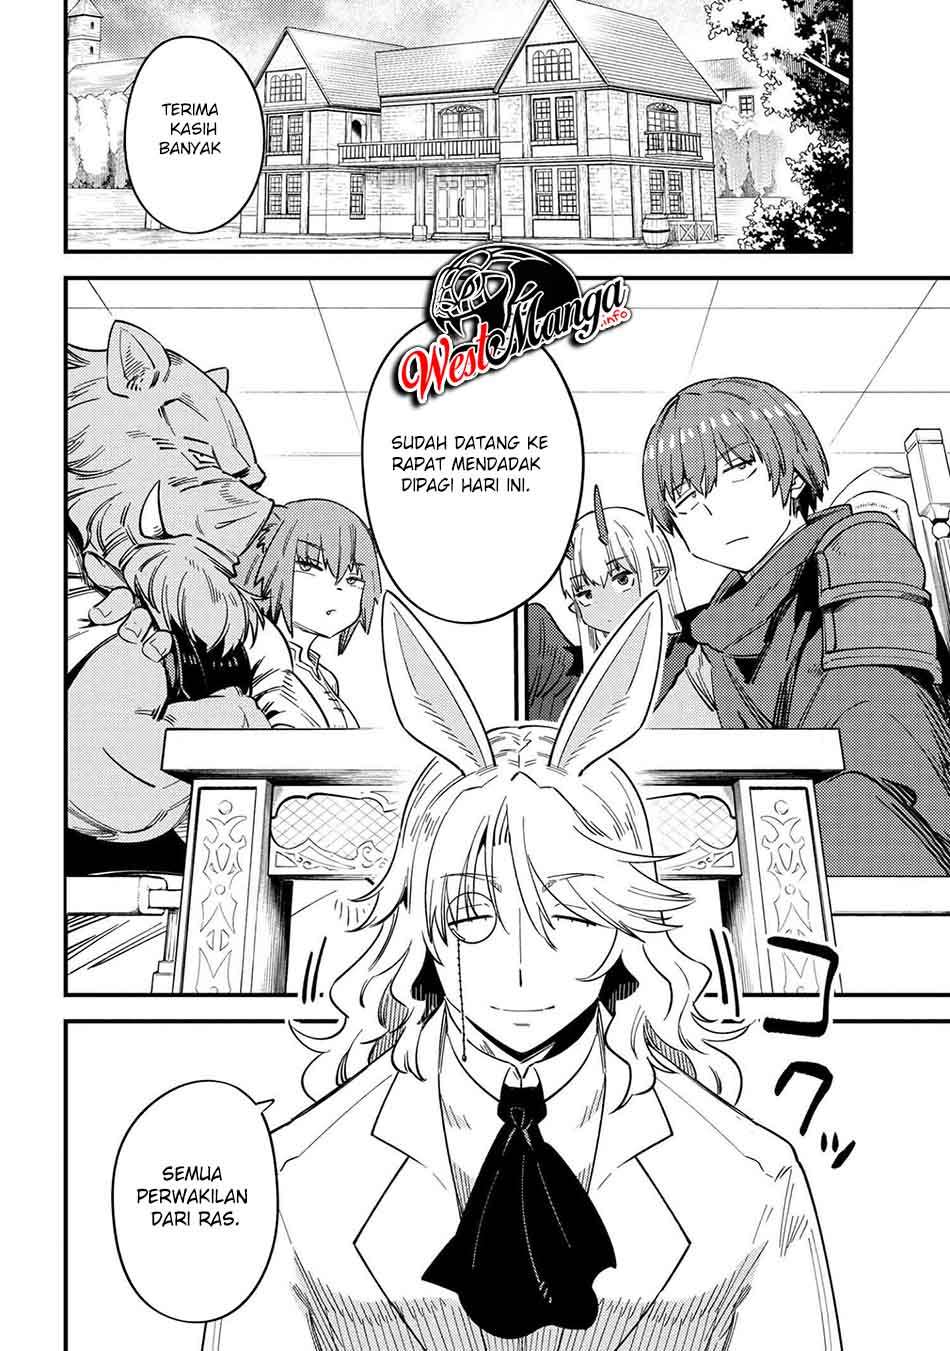 TERIMA
KASIH
BANYAK
WestManga
.info
SUDAH DATANG KE
RAPAT MENDADAK
DIPAGI HARI INI.
コクッ
SEMUA
PERWAKILAN
DARI RAS.